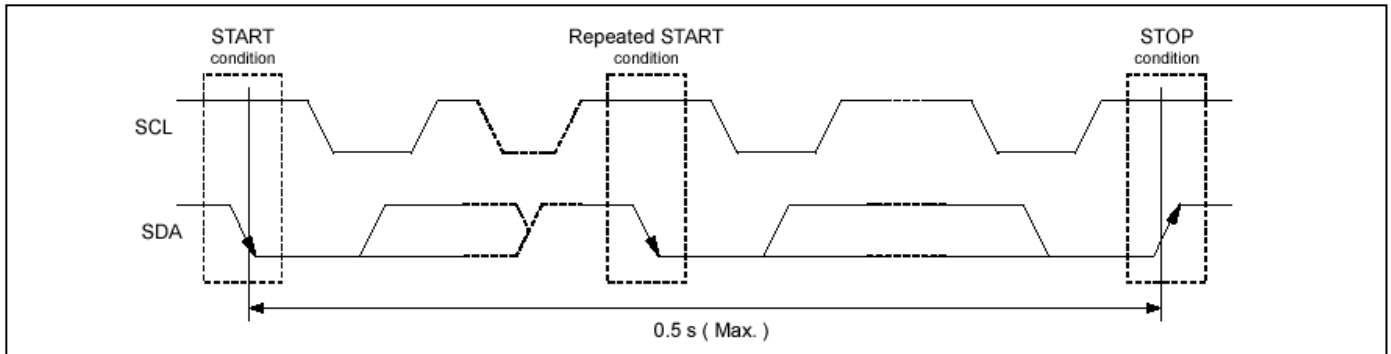 START
condition
Repeated START
condition
STOP
condition
SCL
SDA
0.5 s ( Max. )